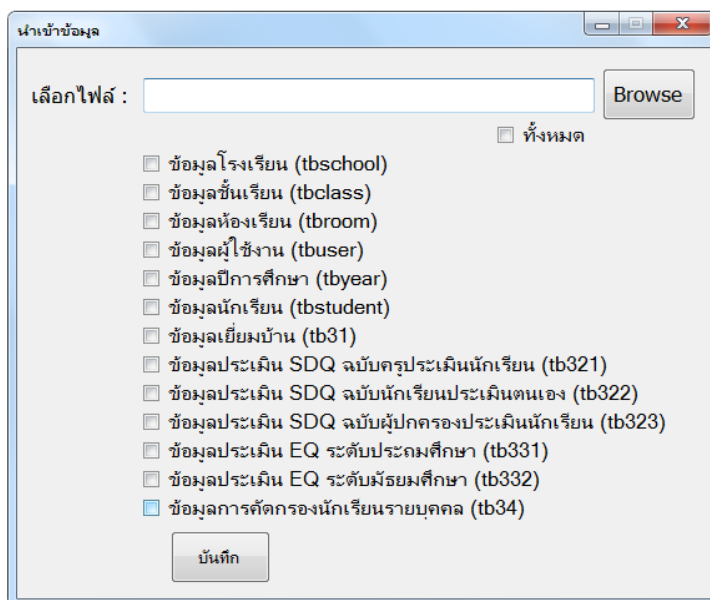 นำเข้าข้อมูล
เลือกไฟล์ : Browse
ทั้งหมด
ข้อมูลโรงเรียน (tbschool)
ข้อมูลชั้นเรียน (tbclass)
ข้อมูลห้องเรียน (tbroom)
ข้อมูลผู้ใช้งาน (tbuser)
ข้อมูลปีการศึกษา (tbyear)
ข้อมูลนักเรียน (tbstudent)
ข้อมูลเยี่ยมบ้าน (tb31)
ข้อมูลประเมิน SDQ ฉบับครูประเมินนักเรียน (tb321)
ข้อมูลประเมิน SDQ ฉบับนักเรียนประเมินตนเอง (tb322)
ข้อมูลประเมิน SDQ ฉบับผู้ปกครองประเมินนักเรียน (tb323)
ข้อมูลประเมิน EQ ระดับประถมศึกษา (tb331)
ข้อมูลประเมิน EQ ระดับมัธยมศึกษา (tb332)
ข้อมูลการคัดกรองนักเรียนรายบุคคล (tb34)
บันทึก